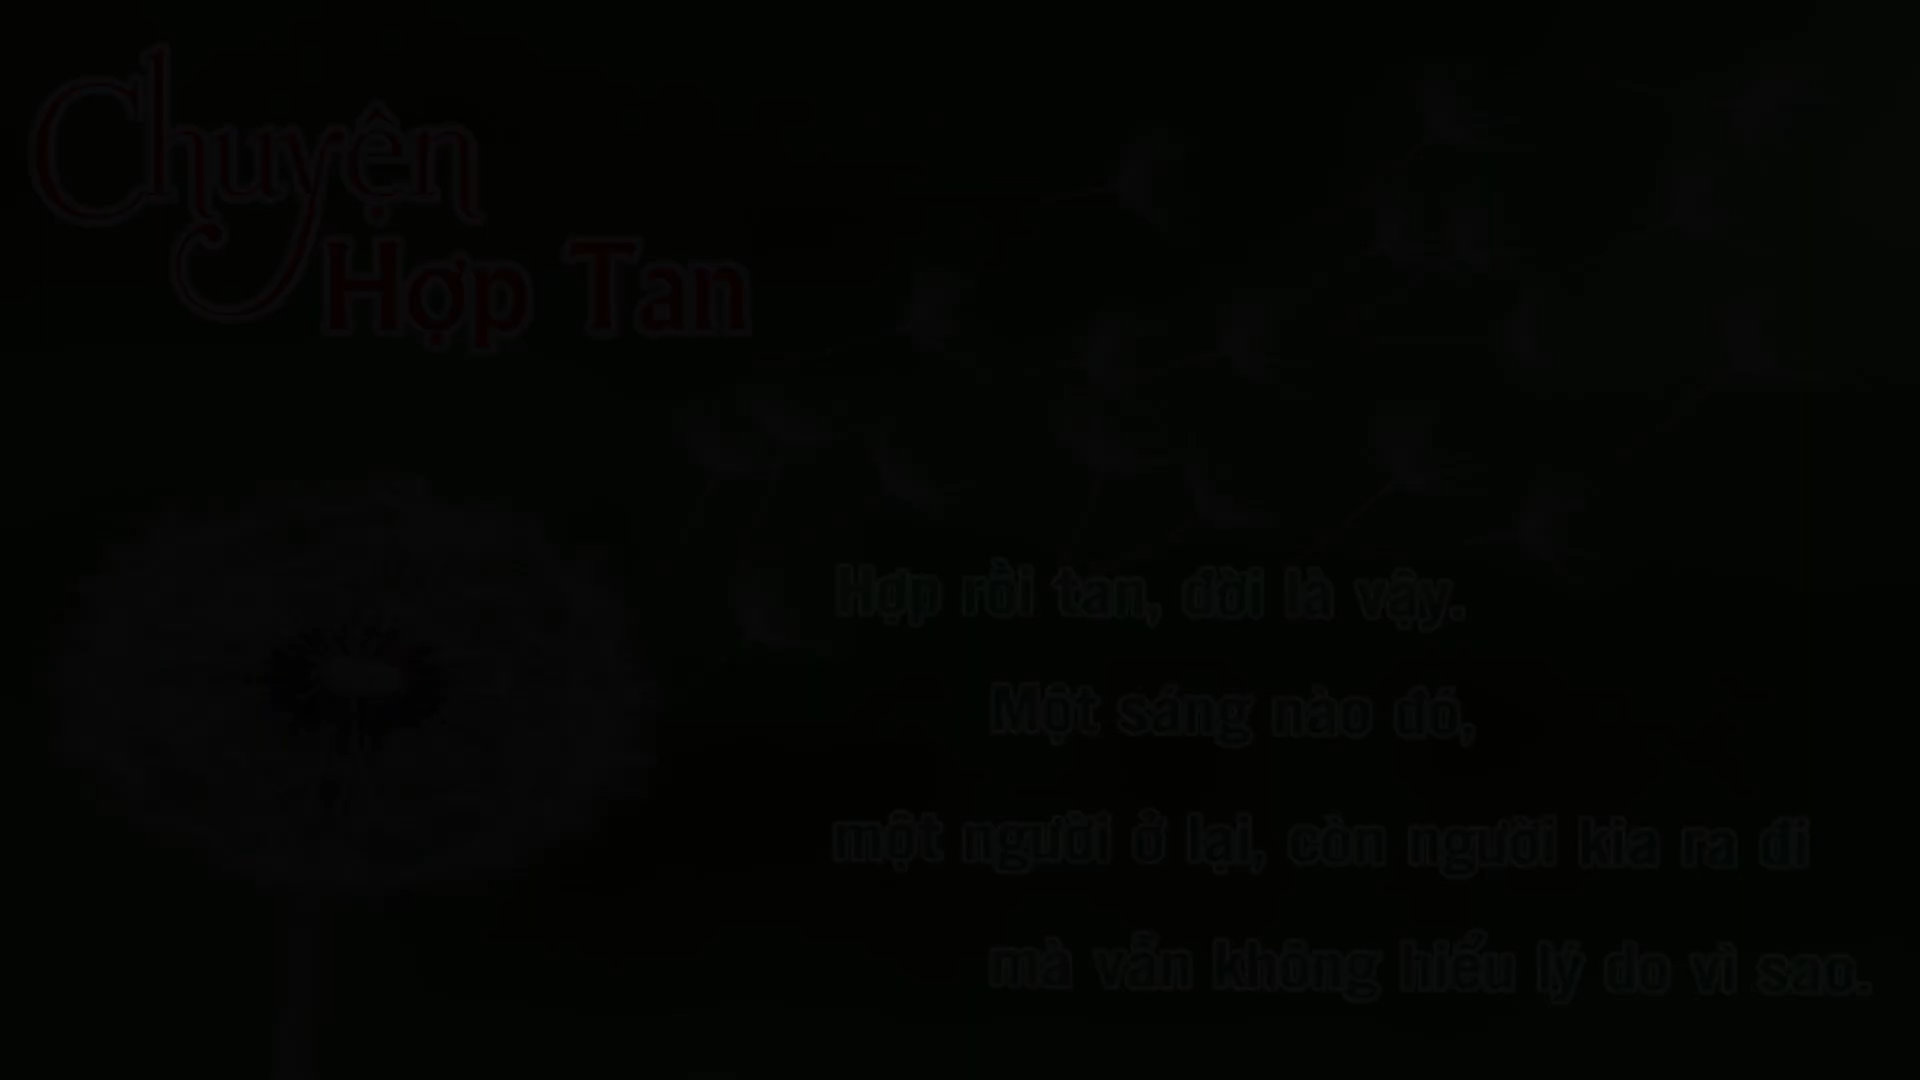 Chuyện
Hợp Tan
Hợp rồi tan, đời là vậy.
Một sáng nào đó,
một người ở lại, còn người kia ra đi
mà vẫn không hiểu lý do vì sao.